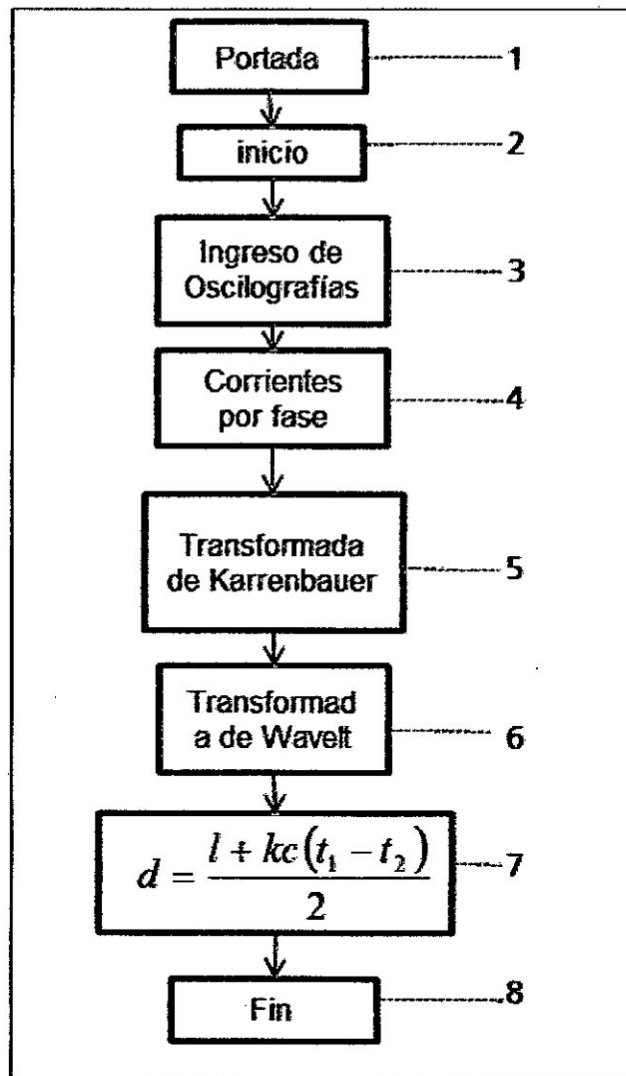 Portada 1
inicio 2
Ingreso de
Oscilografías 3
Corrientes
por fase 4
Transformada
de Karrenbauer 5
Transformad
a de Wavelt 6
d = l + kc(t₁ − t₂) / 2 7
Fin 8